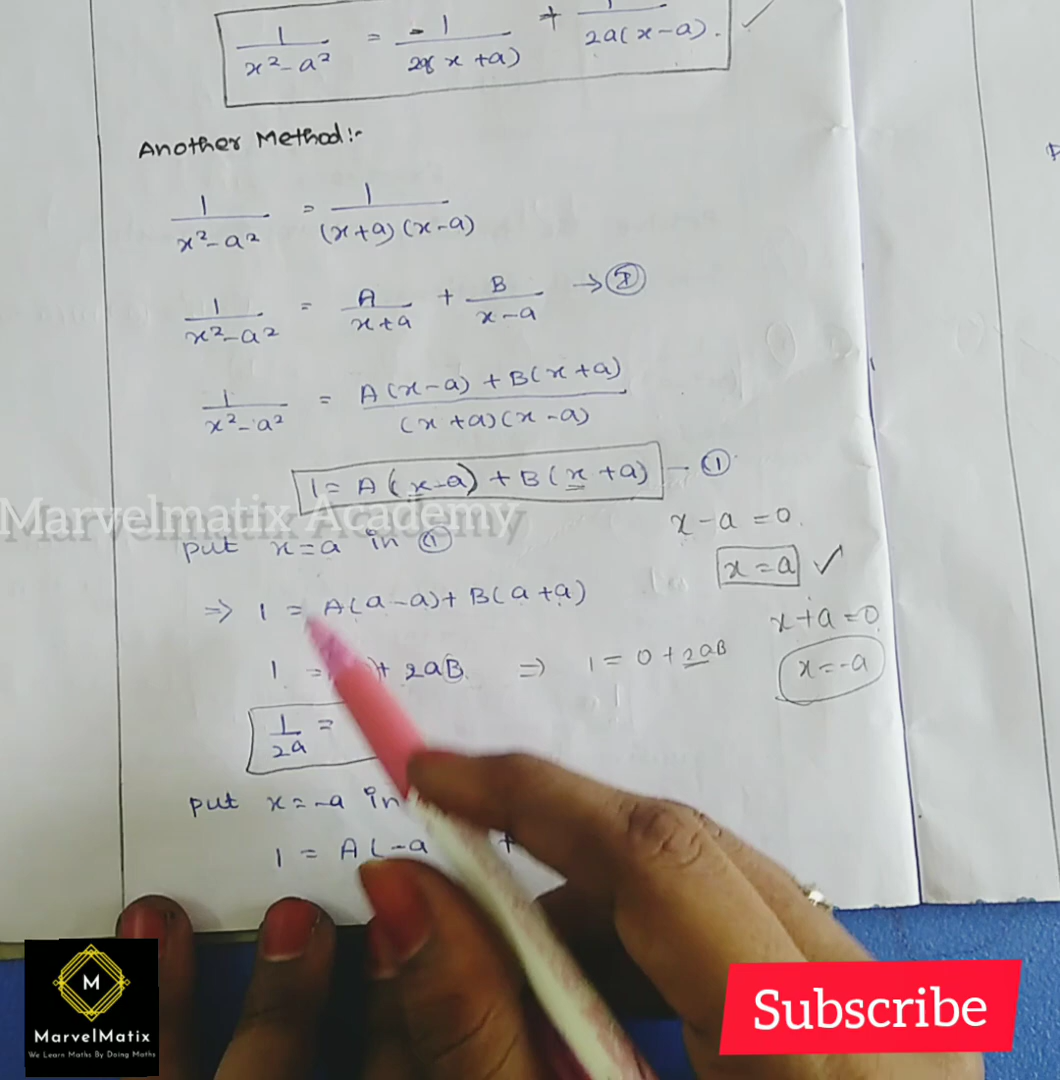 1/(x²-a²) = -1/2a(x+a) + 1/2a(x-a). ✓
Another Method:-
1/(x²-a²) = 1/((x+a)(x-a))
1/(x²-a²) = A/(x+a) + B/(x-a) → ②
1/(x²-a²) = (A(x-a) + B(x+a))/((x+a)(x-a))
1 = A(x-a) + B(x+a) — ①
Marvelmatix Academy
x-a=0.
put x=a in ①
x=a ✓
⇒ 1 = A(a-a)+B(a+a)
x+a=0
1 = )+ 2aB. ⇒ 1=0+2aB
x=-a
1/2a =
put x=-a in
1 = A(-a +
M
MarvelMatix
We Learn Maths By Doing Maths
Subscribe